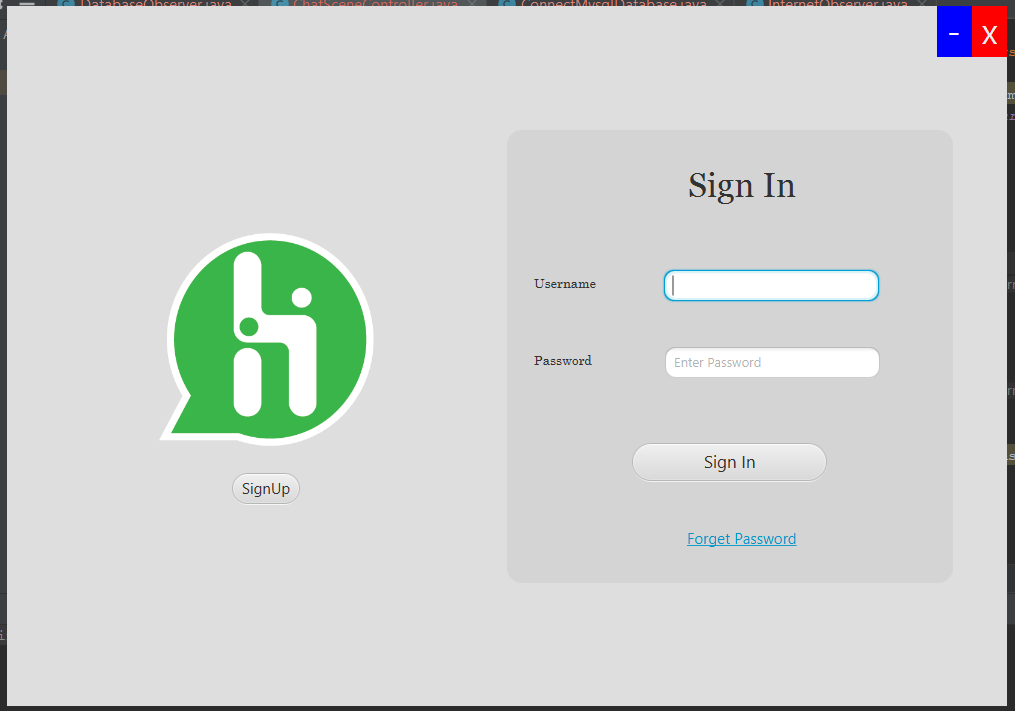 DatabaseObserver.java ChatSceneController.java ConnectMysqlDatabase.java InternetObserver.java
- X
Sign In
Username
Password Enter Password
hi
Sign In
SignUp
Forget Password